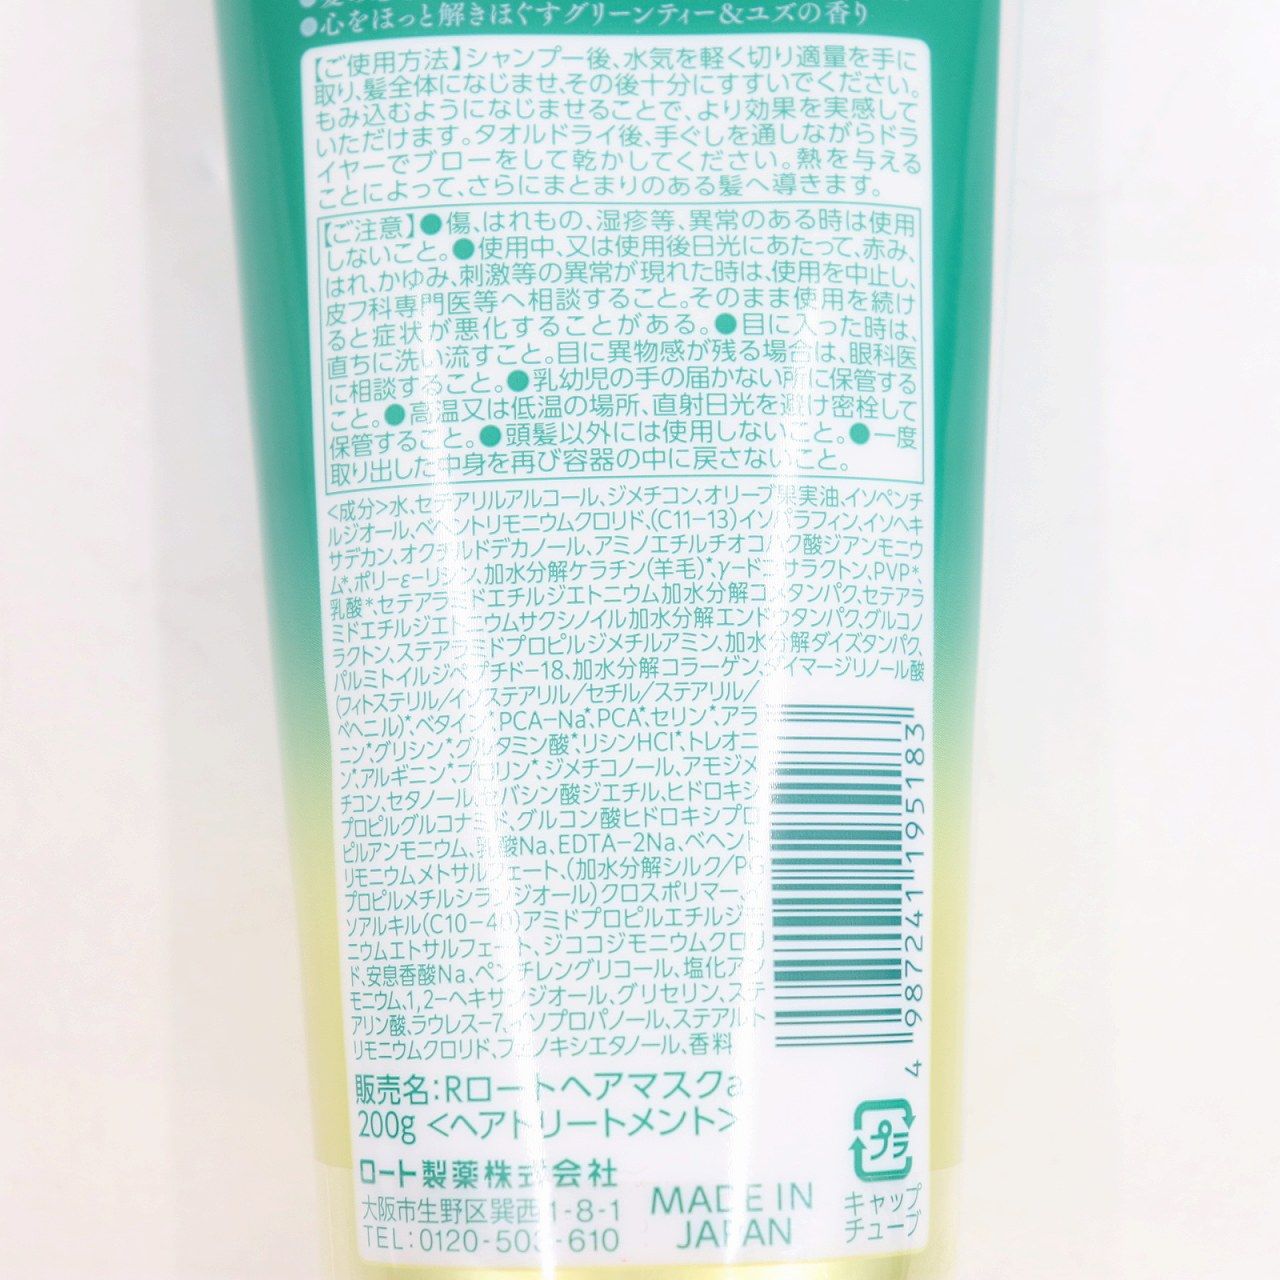 ●心をほっと解きほぐすグリーンティー＆ユズの香り
【ご使用方法】シャンプー後、水気を軽く切り適量を手に
取り、髪全体になじませ、その後十分にすすいでください。
もみ込むようになじませることで、より効果を実感して
いただけます。タオルドライ後、手ぐしを通しながらドラ
イヤーでブローをして乾かしてください。熱を与える
ことによって、さらにまとまりのある髪へ導きます。
【ご注意】●傷、はれもの、湿疹等、異常のある時は使用
しないこと。●使用中、又は使用後日光にあたって、赤み、
はれ、かゆみ、刺激等の異常が現れた時は、使用を中止し、
皮フ科専門医等へ相談すること。そのまま使用を続け
ると症状が悪化することがある。●目に入った時は、
直ちに洗い流すこと。目に異物感が残る場合は、眼科医
に相談すること。●乳幼児の手の届かない所に保管する
こと。●高温又は低温の場所、直射日光を避け密栓して
保管すること。●頭髪以外には使用しないこと。●一度
取り出した中身を再び容器の中に戻さないこと。
<成分>水、セテアリルアルコール、ジメチコン、オリーブ果実油、イソペンチ
ルジオール、ベヘントリモニウムクロリド、(C11-13)イソパラフィン、イソヘキ
サデカン、オクチルドデカノール、アミノエチルチオコハク酸ジアンモニウ
ム*、ポリ-ε-リシン、加水分解ケラチン(羊毛)*、γ-ドコサラクトン、PVP*、
乳酸*、セテアラミドエチルジエトニウム加水分解コメタンパク、セテアラ
ミドエチルジエトニウムサクシノイル加水分解エンドウタンパク、グルコノ
ラクトン、ステアラミドプロピルジメチルアミン、加水分解ダイズタンパク、
パルミトイルジペプチド-18、加水分解コラーゲン、ダイマージリノール酸
(フィトステリル/イソステアリル/セチル/ステアリル/
ベヘニル)*、ベタイン*、PCA-Na*、PCA*、セリン*、アラ
ニン*、グリシン*、グルタミン酸*、リシンHCl*、トレオニ
ン*、アルギニン*、プロリン*、ジメチコノール、アモジメ
チコン、セタノール、セバシン酸ジエチル、ヒドロキシ
プロピルグルコナミド、グルコン酸ヒドロキシプロ
ピルアンモニウム、乳酸Na、EDTA-2Na、ベヘント
リモニウムメトサルフェート、(加水分解シルク/PG
プロピルメチルシランジオール)クロスポリマー、イ
ソアルキル(C10-40)アミドプロピルエチルジモ
ニウムエトサルフェート、ジココジモニウムクロリ
ド、安息香酸Na、ペンチレングリコール、塩化アン
モニウム、1,2-ヘキサンジオール、グリセリン、ステ
アリン酸、ラウレス-7、イソプロパノール、ステアルト
リモニウムクロリド、フェノキシエタノール、香料
4 987241 195183
販売名：Rロートヘアマスクa
200g <ヘアトリートメント>
ロート製薬株式会社
大阪市生野区巽西1-8-1
TEL:0120-503-610
MADE IN
JAPAN
プラ
キャップ
チューブ